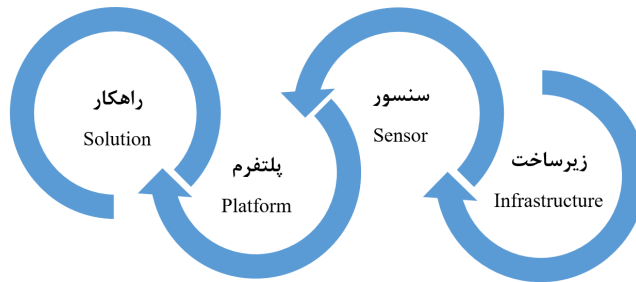 راهکار
Solution
پلتفرم
Platform
سنسور
Sensor
زیرساخت
Infrastructure